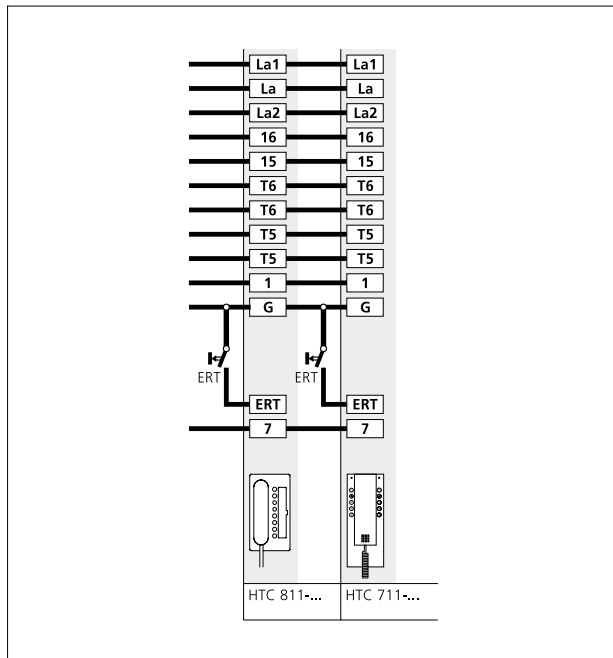 La1 La1
La La
La2 La2
16 16
15 15
T6 T6
T6 T6
T5 T5
T5 T5
1 1
G G
ERT ERT
ERT ERT
7 7
HTC 811-... HTC 711-...